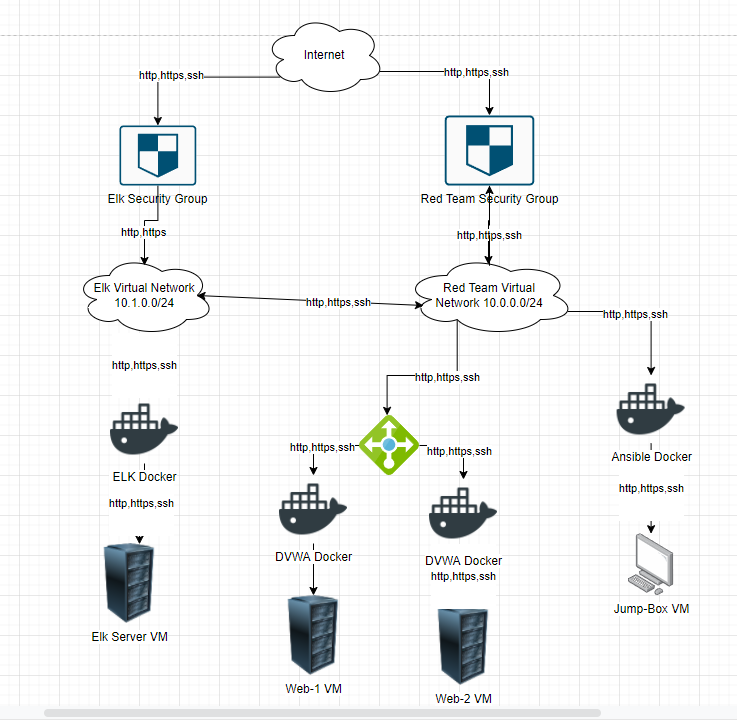 Internet
http,https,ssh
http,https,ssh
Elk Security Group
Red Team Security Group
http,https
http,https,ssh
Elk Virtual Network
10.1.0.0/24
Red Team Virtual
Network 10.0.0.0/24
http,https,ssh
http,https,ssh
http,https,ssh
http,https,ssh
ELK Docker
http,https,ssh
http,https,ssh
Ansible Docker
http,https,ssh
http,https,ssh
DVWA Docker
DVWA Docker
http,https,ssh
Elk Server VM
Jump-Box VM
Web-1 VM
Web-2 VM